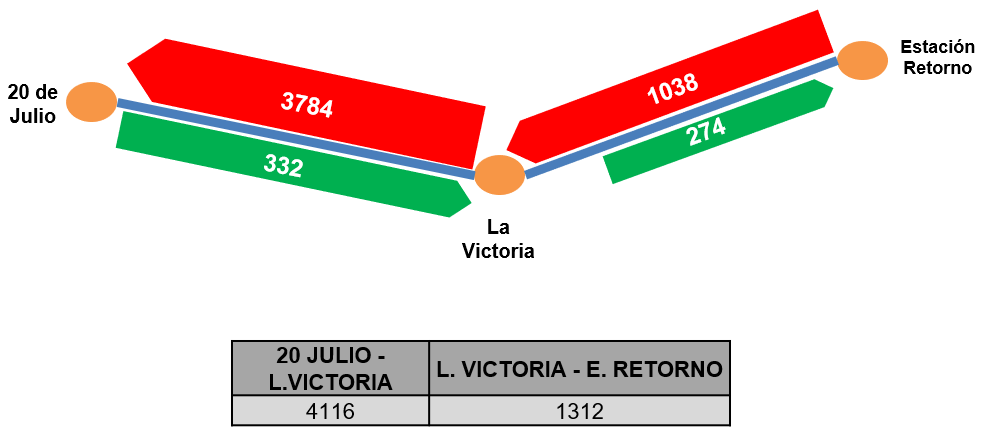 20 de
Julio
3784
332
La
Victoria
1038
274
Estación
Retorno
20 JULIO -
L.VICTORIA
L. VICTORIA - E. RETORNO
4116
1312